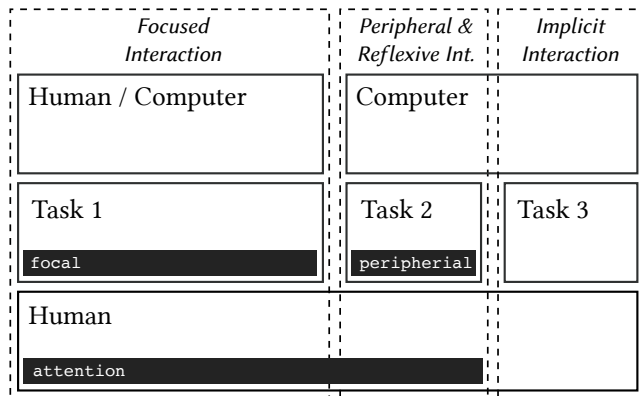 Focused
Interaction
Peripheral &
Reflexive Int.
Implicit
Interaction
Human / Computer
Computer
Task 1
Task 2
Task 3
focal
peripherial
Human
attention